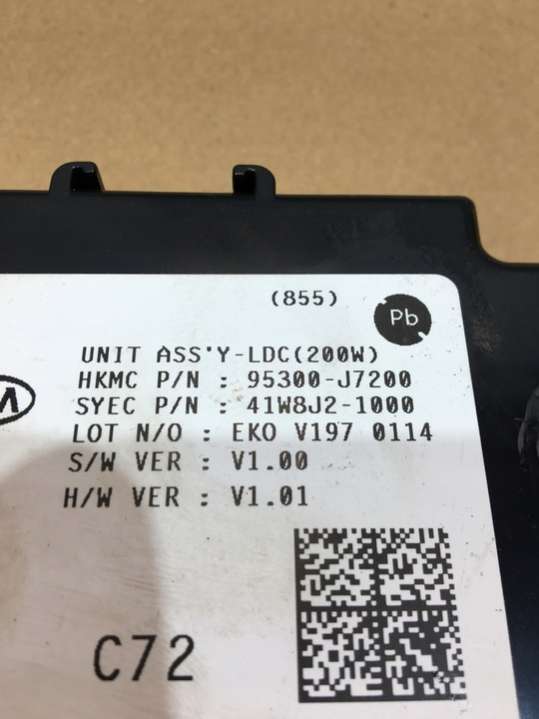 (855)
Pb
UNIT ASS'Y-LDC(200W)
HKMC P/N : 95300-J7200
SYEC P/N : 41W8J2-1000
LOT N/O : EKO V197 0114
S/W VER : V1.00
H/W VER : V1.01
C72